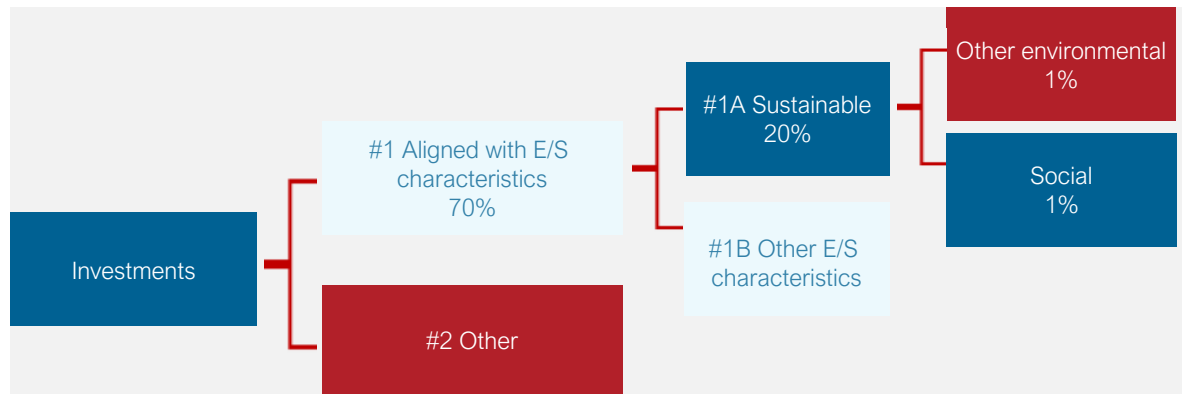 Investments
#1 Aligned with E/S
characteristics
70%
#2 Other
#1A Sustainable
20%
#1B Other E/S
characteristics
Other environmental
1%
Social
1%